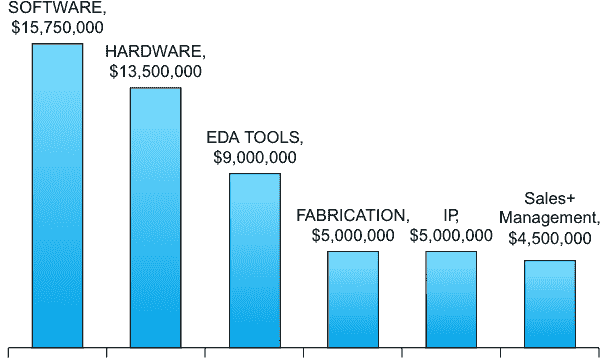 SOFTWARE,
$15,750,000
HARDWARE,
$13,500,000
EDA TOOLS,
$9,000,000
FABRICATION,
$5,000,000
IP,
$5,000,000
Sales+
Management,
$4,500,000